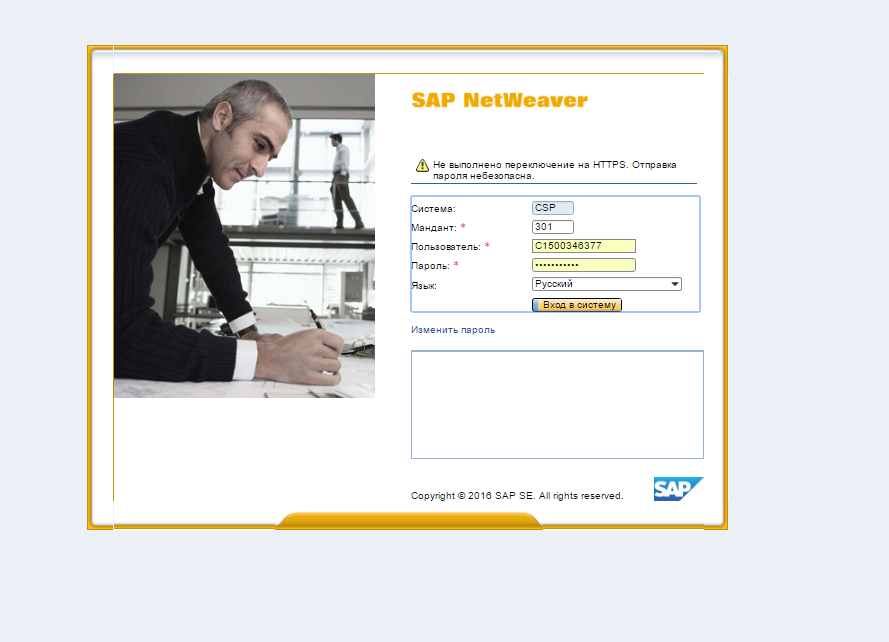 SAP NetWeaver
Не выполнено переключение на HTTPS. Отправка
пароля небезопасна.
Система: CSP
Мандант: * 301
Пользователь: * C1500346377
Пароль: * •••••••••••
Язык: Русский
Вход в систему
Изменить пароль
Copyright © 2016 SAP SE. All rights reserved.
SAP